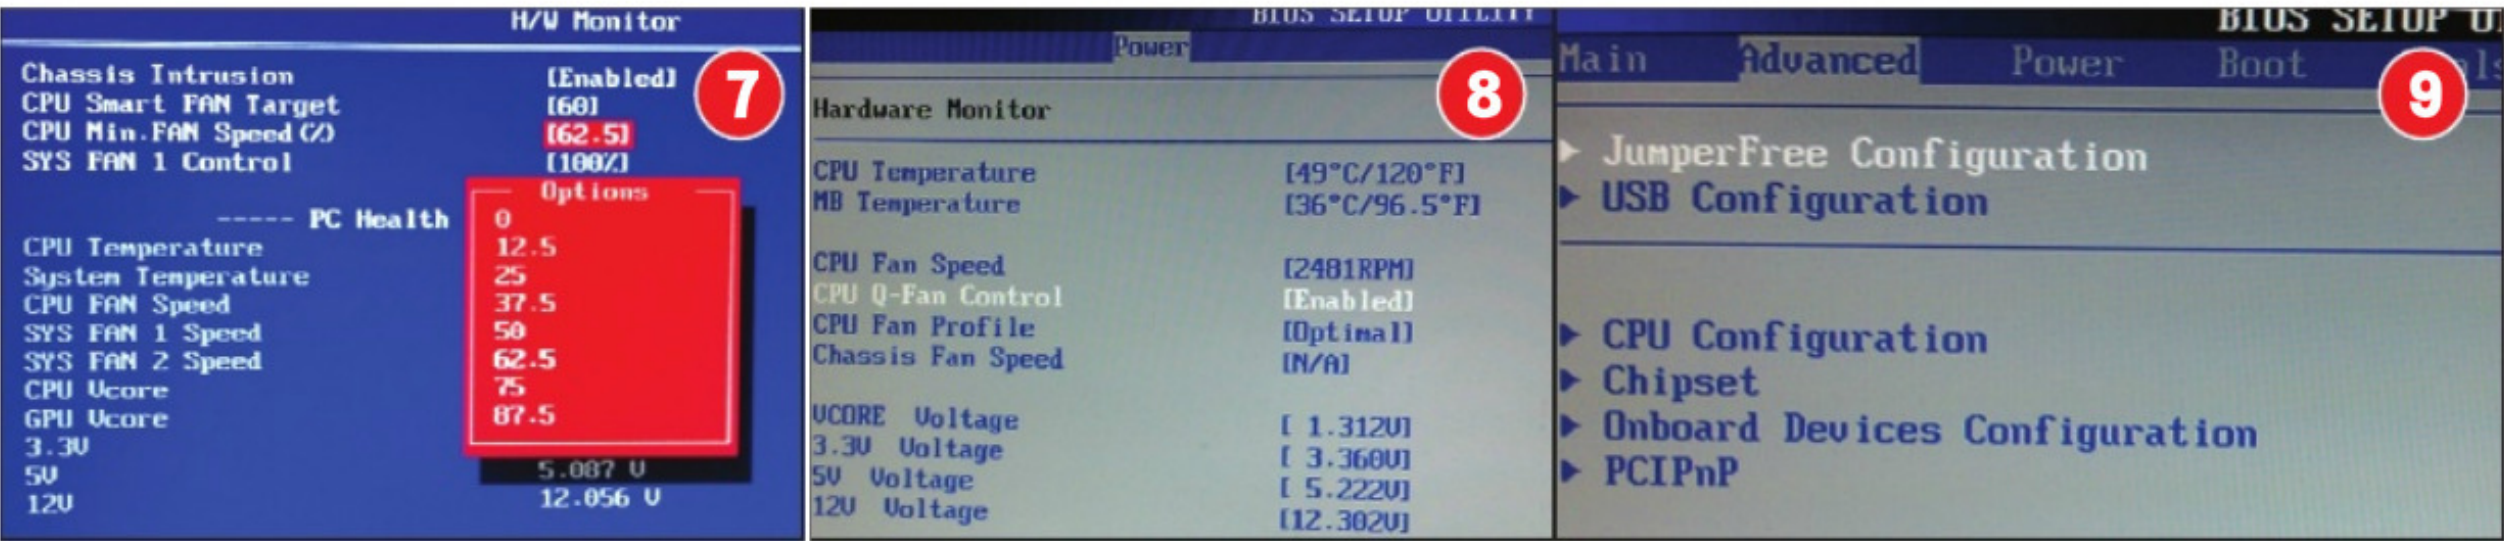 H/W Monitor
Chassis Intrusion [Enabled]
CPU Smart FAN Target [60]
CPU Min.FAN Speed(%) [62.5]
SYS FAN 1 Control [100%]
Options
0
12.5
25
37.5
50
62.5
75
87.5
----- PC Health
CPU Temperature
System Temperature
CPU FAN Speed
SYS FAN 1 Speed
SYS FAN 2 Speed
CPU Vcore
GPU Vcore
3.3V
5V 5.087 V
12V 12.056 V
7
BIOS SETUP UTILITY
Power
8
Hardware Monitor
CPU Temperature [49°C/120°F]
MB Temperature [36°C/96.5°F]
CPU Fan Speed [2481RPM]
CPU Q-Fan Control [Enabled]
CPU Fan Profile [Optimal]
Chassis Fan Speed [N/A]
VCORE Voltage [ 1.312V]
3.3V Voltage [ 3.360V]
5V Voltage [ 5.222V]
12V Voltage [12.302V]
BIOS SETUP
Main Advanced Power Boot
9
JumperFree Configuration
USB Configuration
CPU Configuration
Chipset
Onboard Devices Configuration
PCIPnP